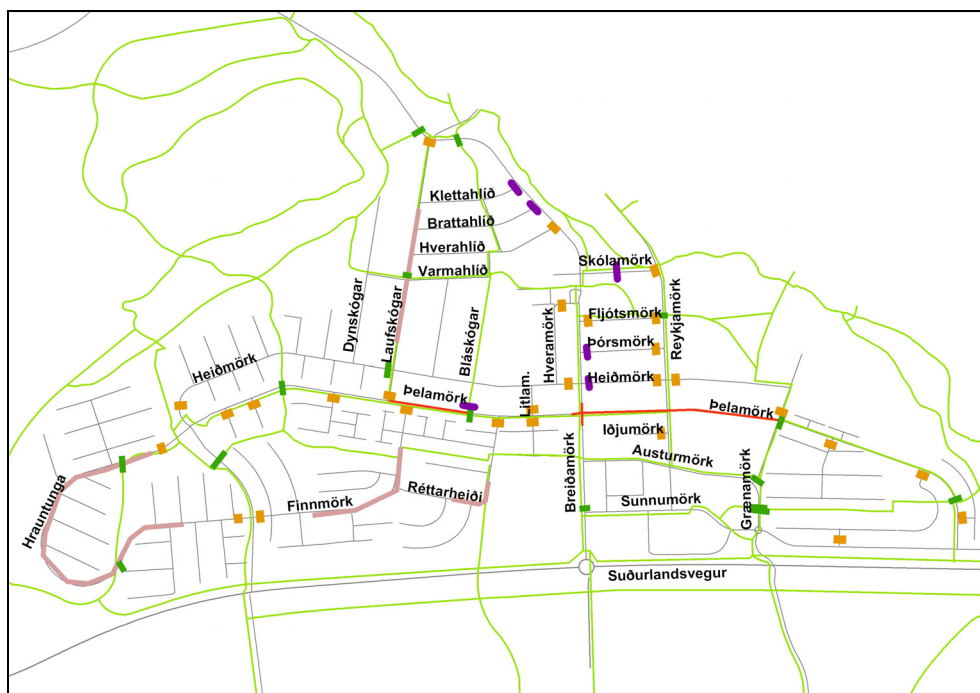 Klettahlíð
Brattahlíð
Hverahlíð
Varmahlíð
Skólamörk
Dynskógar
Laufskógar
Bláskógar
Hveramörk
Fljótsmörk
Reykjamörk
Þórsmörk
Heiðmörk
Heiðmörk
Litlam.
Þelamörk
Þelamörk
Iðjumörk
Austurmörk
Breiðamörk
Sunnumörk
Grænamörk
Hrauntunga
Finnmörk
Réttarheiði
Suðurlandsvegur